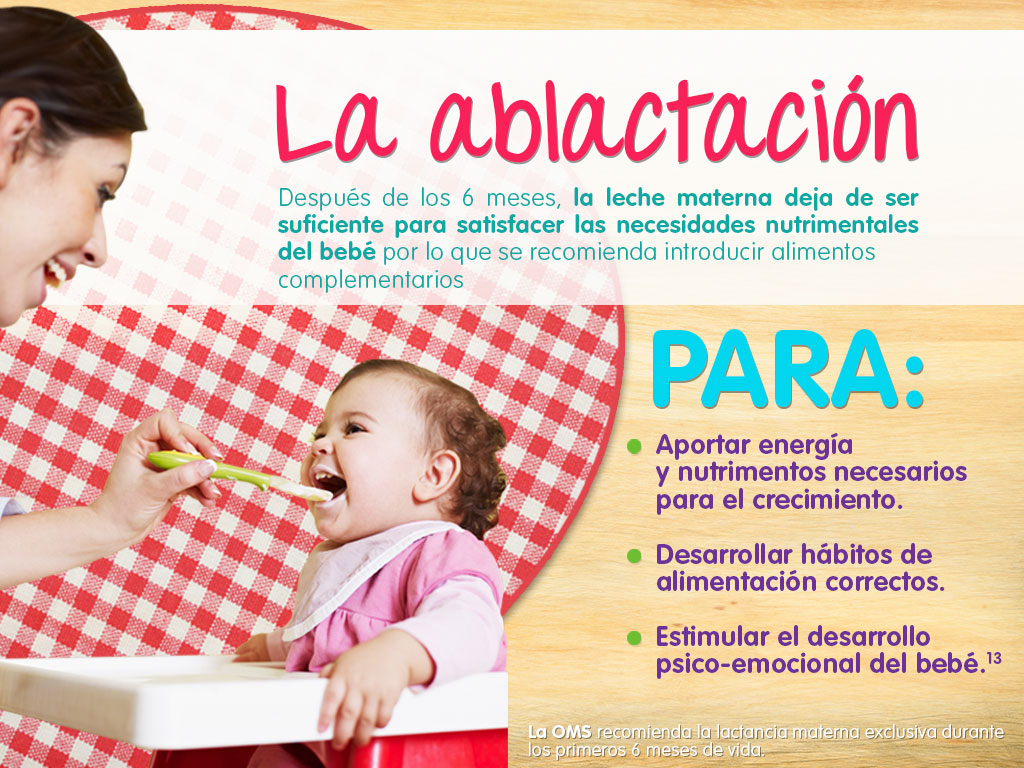 La ablactación
Después de los 6 meses, la leche materna deja de ser
suficiente para satisfacer las necesidades nutrimentales
del bebé por lo que se recomienda introducir alimentos
complementarios
PARA:
Aportar energía
y nutrimentos necesarios
para el crecimiento.
Desarrollar hábitos de
alimentación correctos.
Estimular el desarrollo
psico-emocional del bebé.¹³
La OMS recomienda la lactancia materna exclusiva durante
los primeros 6 meses de vida.